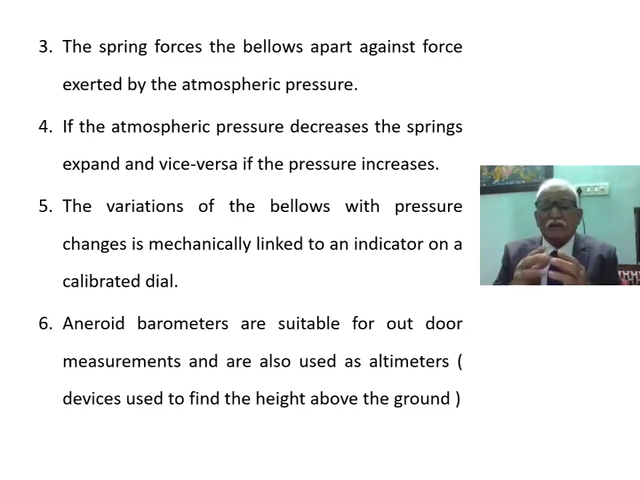 3. The spring forces the bellows apart against force
exerted by the atmospheric pressure.
4. If the atmospheric pressure decreases the springs
expand and vice-versa if the pressure increases.
5. The variations of the bellows with pressure
changes is mechanically linked to an indicator on a
calibrated dial.
6. Aneroid barometers are suitable for out door
measurements and are also used as altimeters (
devices used to find the height above the ground )